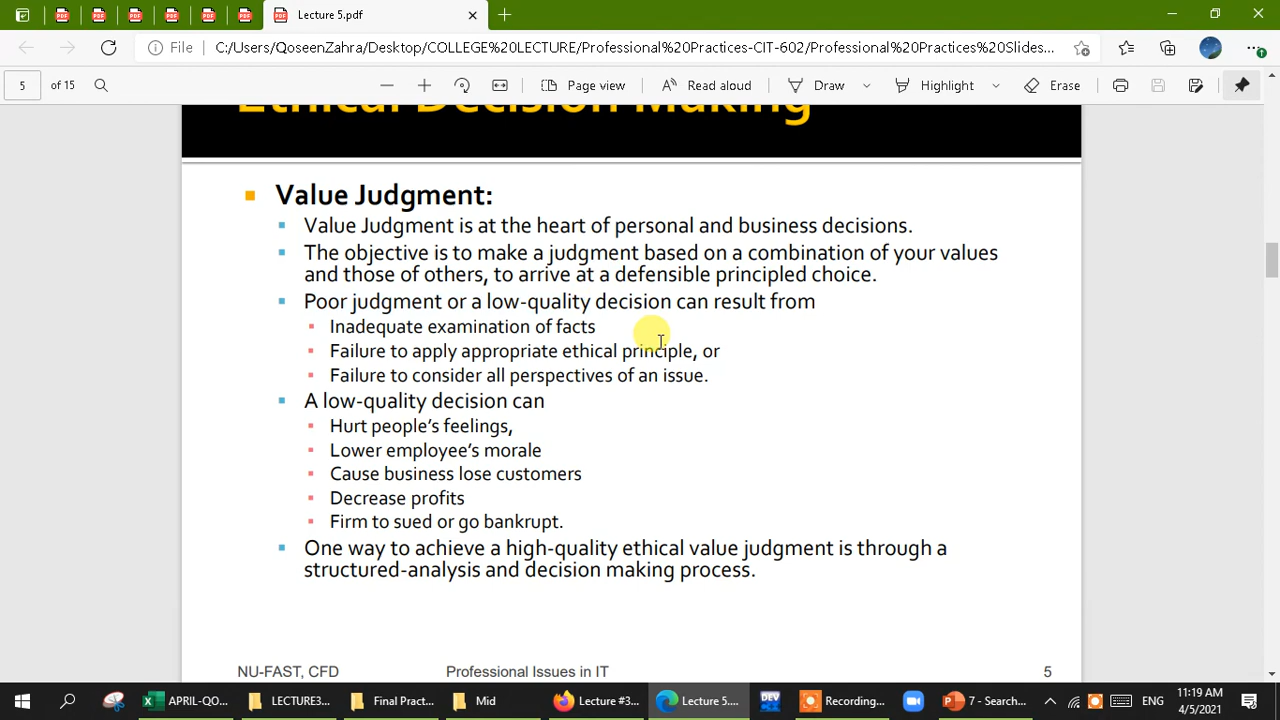 Lecture 5.pdf
File
C:/Users/QoseenZahra/Desktop/COLLEGE%20LECTURE/Professional%20Practices-CIT-602/Professional%20Practices%20Slides...
5 of 15
Page view
Read aloud
Draw
Highlight
Erase
Ethical Decision Making
Value Judgment:
Value Judgment is at the heart of personal and business decisions.
The objective is to make a judgment based on a combination of your values
and those of others, to arrive at a defensible principled choice.
Poor judgment or a low-quality decision can result from
Inadequate examination of facts
Failure to apply appropriate ethical principle, or
Failure to consider all perspectives of an issue.
A low-quality decision can
Hurt people's feelings,
Lower employee's morale
Cause business lose customers
Decrease profits
Firm to sued or go bankrupt.
One way to achieve a high-quality ethical value judgment is through a
structured-analysis and decision making process.
NU-FAST, CFD
Professional Issues in IT
5
APRIL-QO...
LECTURE3...
Final Practi...
Mid
Lecture #3...
Lecture 5....
DEV
Recording...
7 - Search...
ENG
11:19 AM
4/5/2021